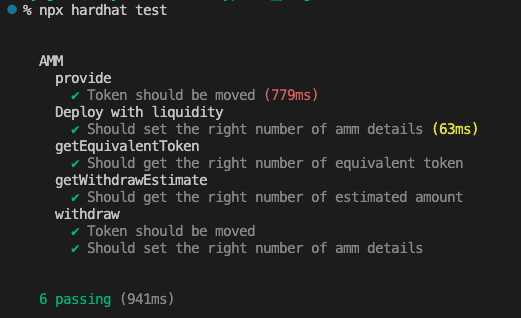 % npx hardhat test
AMM
provide
✔ Token should be moved (779ms)
Deploy with liquidity
✔ Should set the right number of amm details (63ms)
getEquivalentToken
✔ Should get the right number of equivalent token
getWithdrawEstimate
✔ Should get the right number of estimated amount
withdraw
✔ Token should be moved
✔ Should set the right number of amm details
6 passing (941ms)